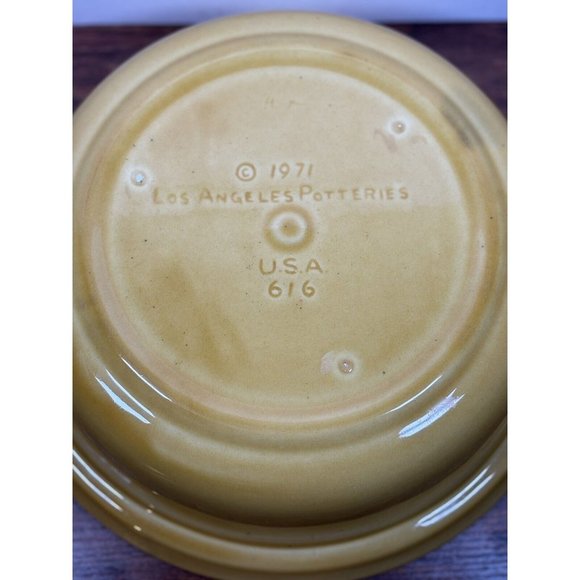 © 1971
LOS ANGELES POTTERIES
U.S.A.
616